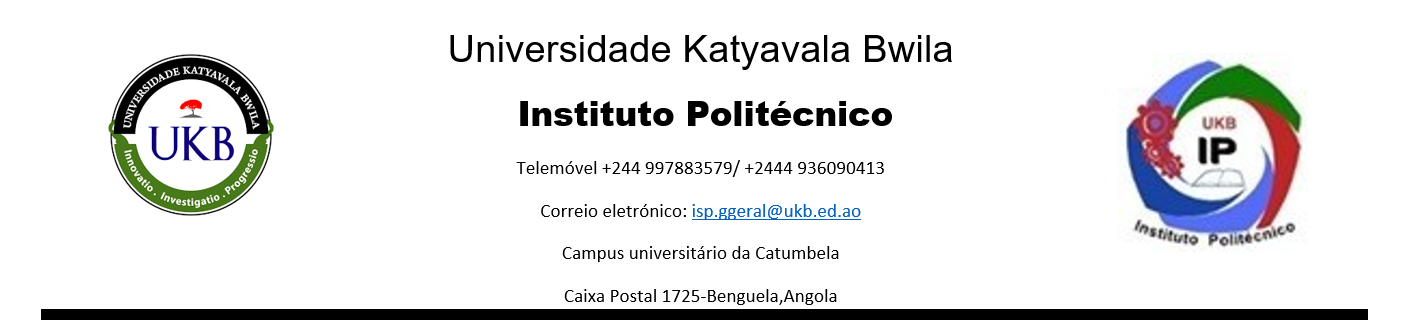 UNIVERSIDADE KATYAVALA BWILA
UKB
Innovatio . Investigatio . Progressio
Universidade Katyavala Bwila
Instituto Politécnico
Telemóvel +244 997883579/ +2444 936090413
Correio eletrónico: isp.ggeral@ukb.ed.ao
Campus universitário da Catumbela
Caixa Postal 1725-Benguela,Angola
UKB
IP
Instituto Politécnico